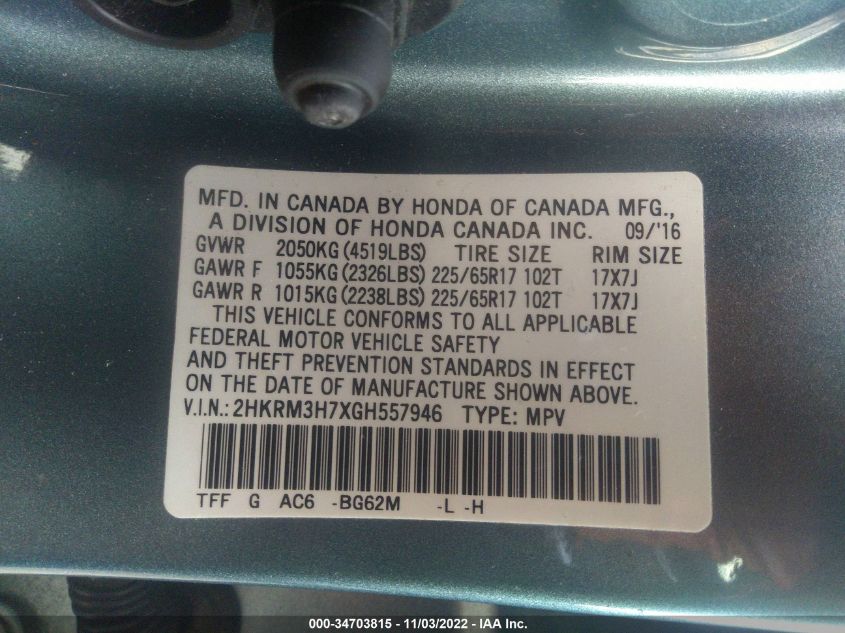 MFD. IN CANADA BY HONDA OF CANADA MFG.,
A DIVISION OF HONDA CANADA INC. 09/'16
GVWR 2050KG (4519LBS) TIRE SIZE RIM SIZE
GAWR F 1055KG (2326LBS) 225/65R17 102T 17X7J
GAWR R 1015KG (2238LBS) 225/65R17 102T 17X7J
THIS VEHICLE CONFORMS TO ALL APPLICABLE
FEDERAL MOTOR VEHICLE SAFETY
AND THEFT PREVENTION STANDARDS IN EFFECT
ON THE DATE OF MANUFACTURE SHOWN ABOVE.
V.I.N.: 2HKRM3H7XGH557946 TYPE: MPV
TFF G AC6 -BG62M -L -H
000-34703815 - 11/03/2022 - IAA Inc.